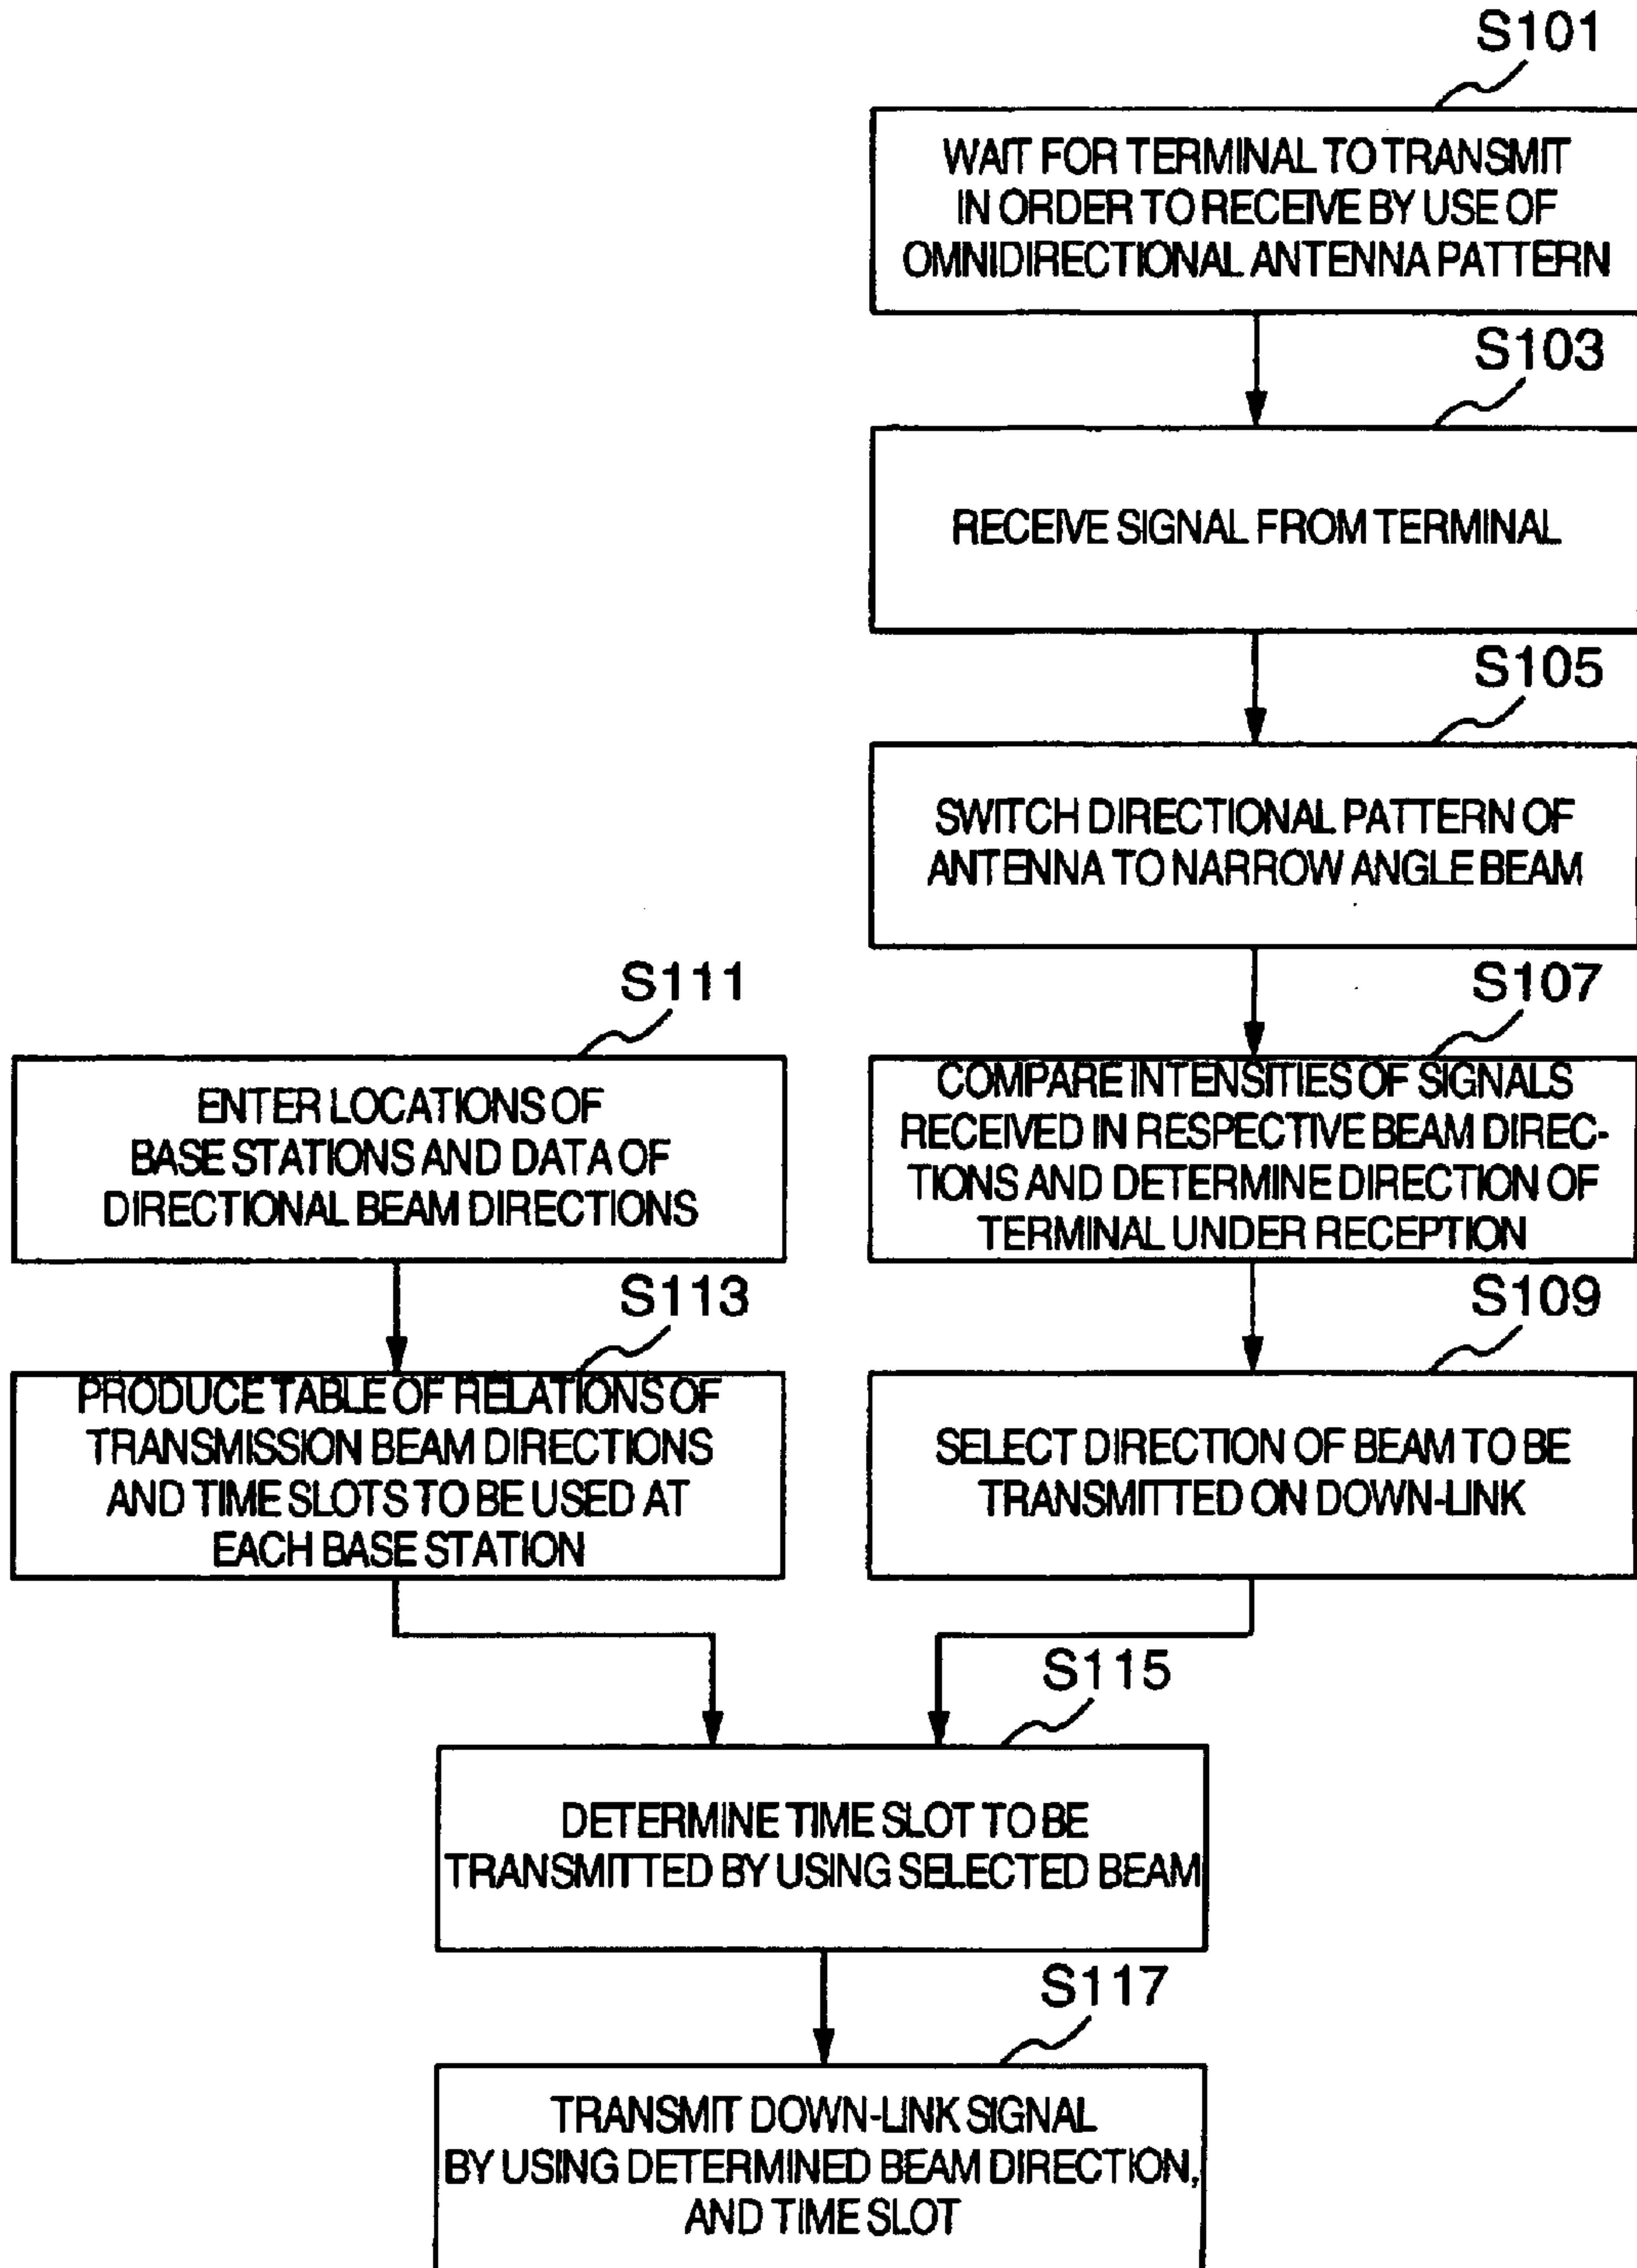 S101
WAIT FOR TERMINAL TO TRANSMIT
IN ORDER TO RECEIVE BY USE OF
OMNIDIRECTIONAL ANTENNA PATTERN
S103
RECEIVE SIGNAL FROM TERMINAL
S105
SWITCH DIRECTIONAL PATTERN OF
ANTENNA TO NARROW ANGLE BEAM
S107
COMPARE INTENSITIES OF SIGNALS
RECEIVED IN RESPECTIVE BEAM DIREC-
TIONS AND DETERMINE DIRECTION OF
TERMINAL UNDER RECEPTION
S109
SELECT DIRECTION OF BEAM TO BE
TRANSMITTED ON DOWN-LINK
S111
ENTER LOCATIONS OF
BASE STATIONS AND DATA OF
DIRECTIONAL BEAM DIRECTIONS
S113
PRODUCE TABLE OF RELATIONS OF
TRANSMISSION BEAM DIRECTIONS
AND TIME SLOTS TO BE USED AT
EACH BASE STATION
S115
DETERMINE TIME SLOT TO BE
TRANSMITTED BY USING SELECTED BEAM
S117
TRANSMIT DOWN-LINK SIGNAL
BY USING DETERMINED BEAM DIRECTION,
AND TIME SLOT